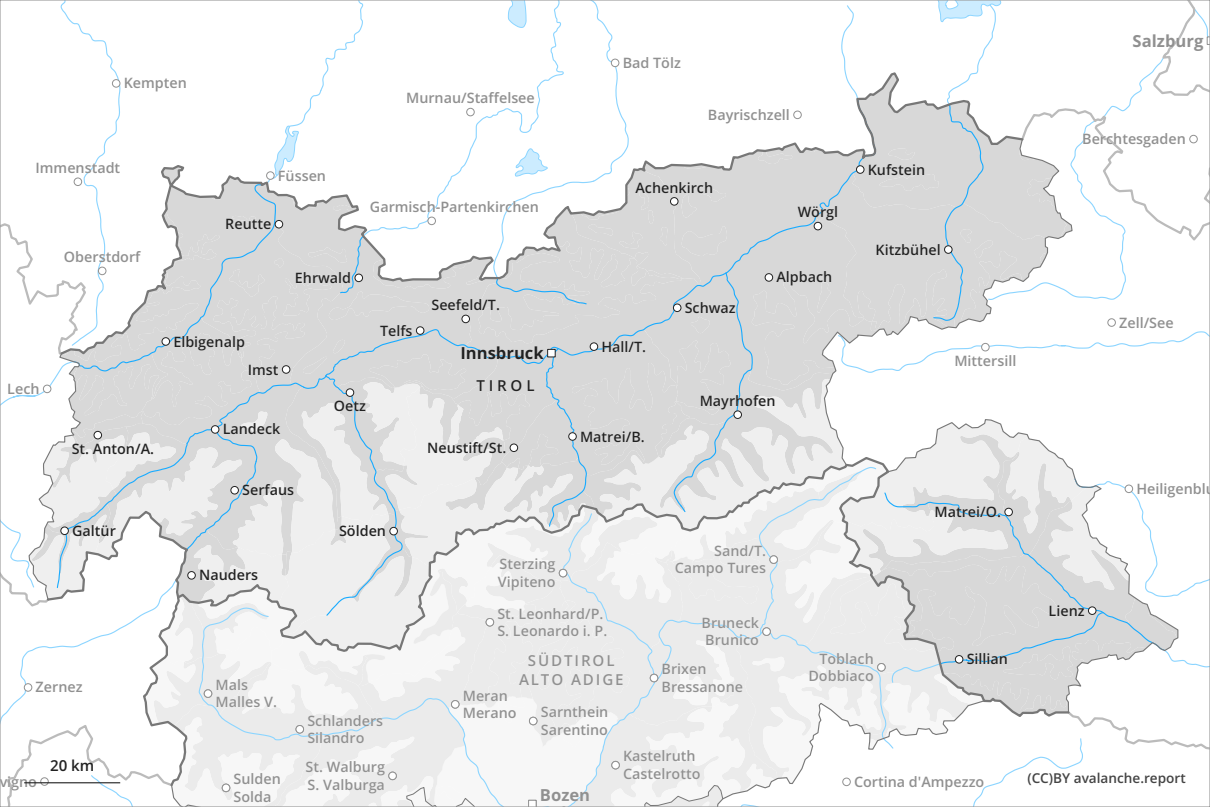 Salzburg
Bad Tölz
Kempten
Murnau/Staffelsee
Bayrischzell
Berchtesgaden
Immenstadt
Füssen
Kufstein
Achenkirch
Garmisch-Partenkirchen
Wörgl
Reutte
Kitzbühel
Oberstdorf
Ehrwald
Alpbach
Seefeld/T.
Schwaz
Zell/See
Telfs
Elbigenalp
Innsbruck
Hall/T.
Mittersill
Imst
TIROL
Lech
Oetz
Mayrhofen
Landeck
Matrei/B.
St. Anton/A.
Neustift/St.
Serfaus
Heiligenblu
Matrei/O.
Galtür
Sölden
Sand/T.
Campo Tures
Sterzing
Vipiteno
Nauders
St. Leonhard/P.
S. Leonardo i. P.
Lienz
Bruneck
Brunico
SÜDTIROL
ALTO ADIGE
Toblach
Dobbiaco
Sillian
Brixen
Bressanone
Zernez
Mals
Malles V.
Meran
Merano
Sarnthein
Sarentino
Schlanders
Silandro
Kastelruth
Castelrotto
20 km
St. Walburg
S. Valburga
vigno
Sulden
Solda
Cortina d'Ampezzo
(CC)BY avalanche.report
Bozen